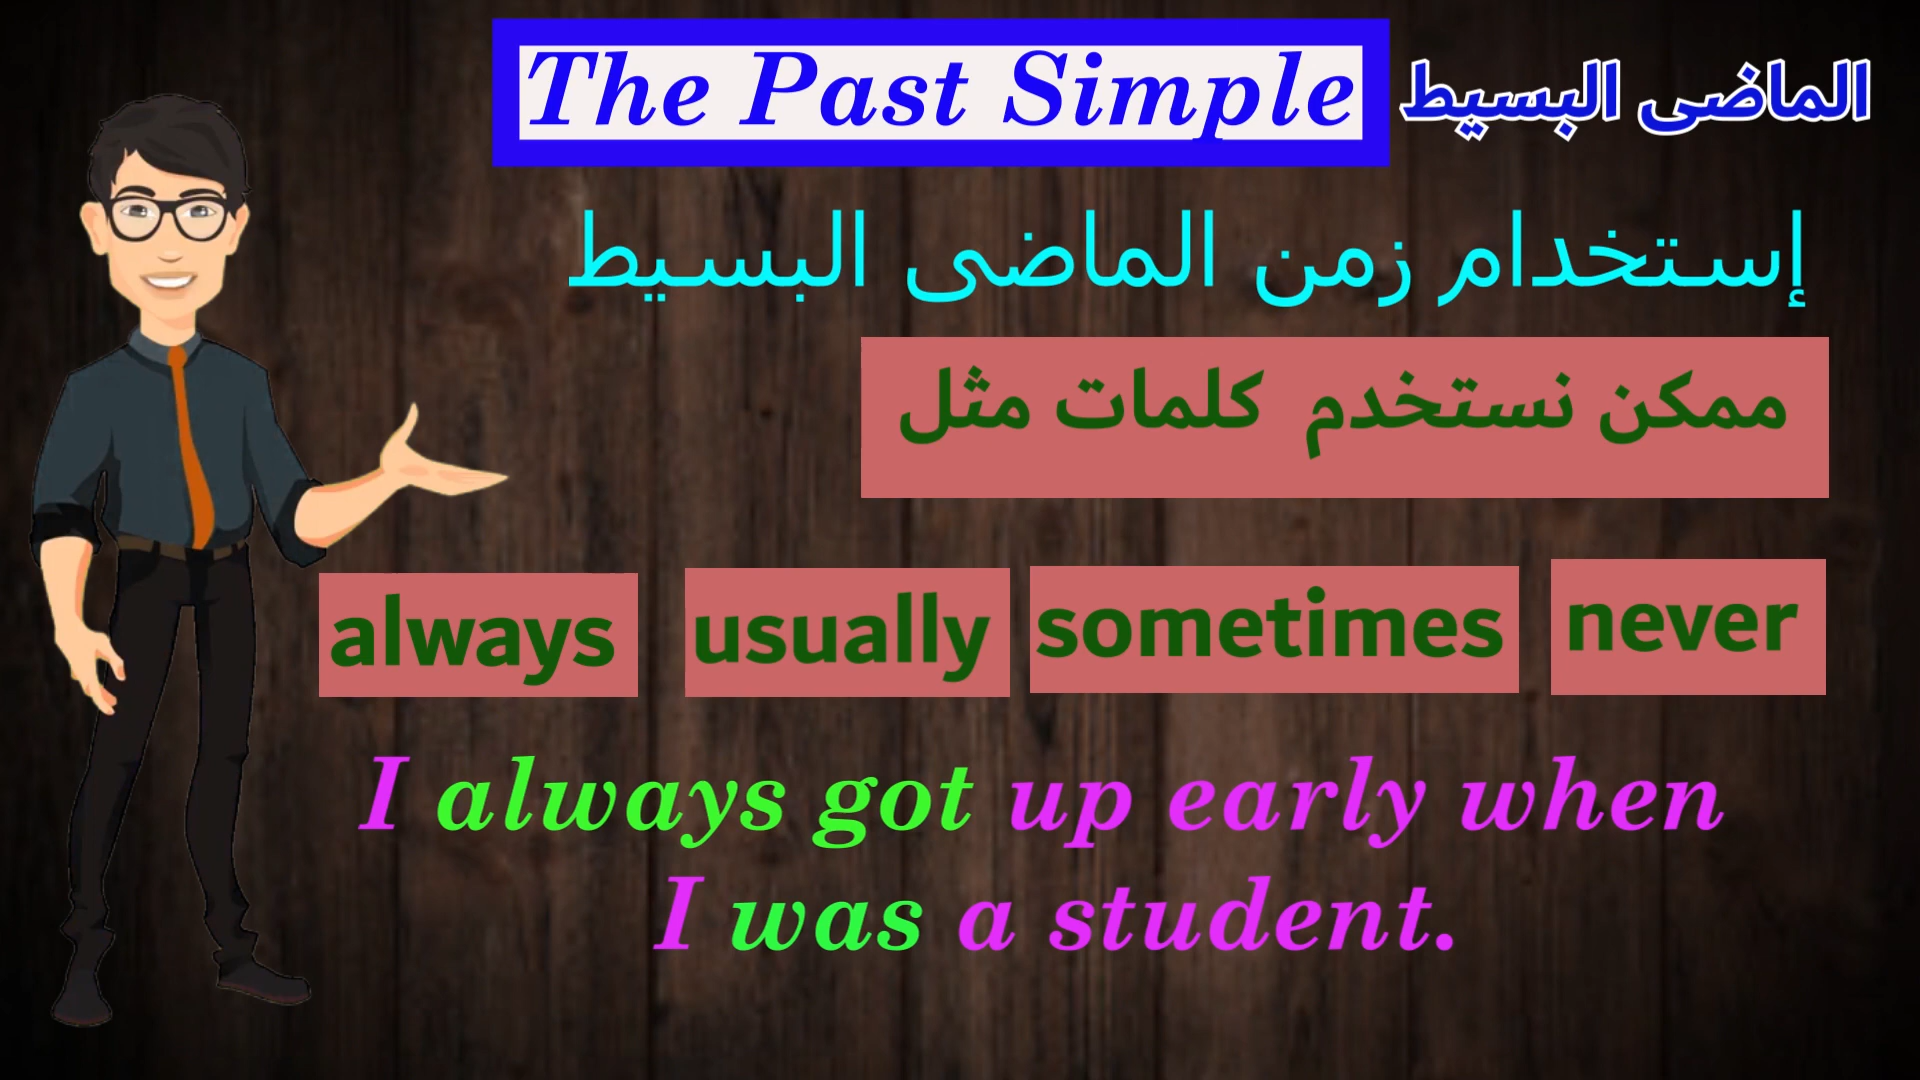 The Past Simple الماضى البسيط
إستخدام زمن الماضى البسيط
ممكن نستخدم كلمات مثل
always usually sometimes never
I always got up early when
I was a student.